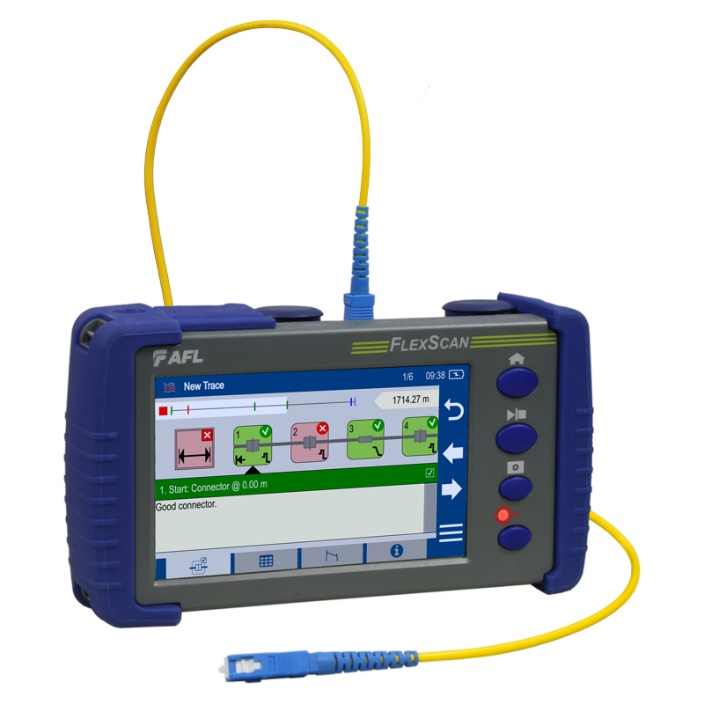 AFL
FLEXSCAN
New Trace
1/6 09:38
1714.27 m
1 2 3 4
1. Start: Connector @ 0.00 m
Good connector.